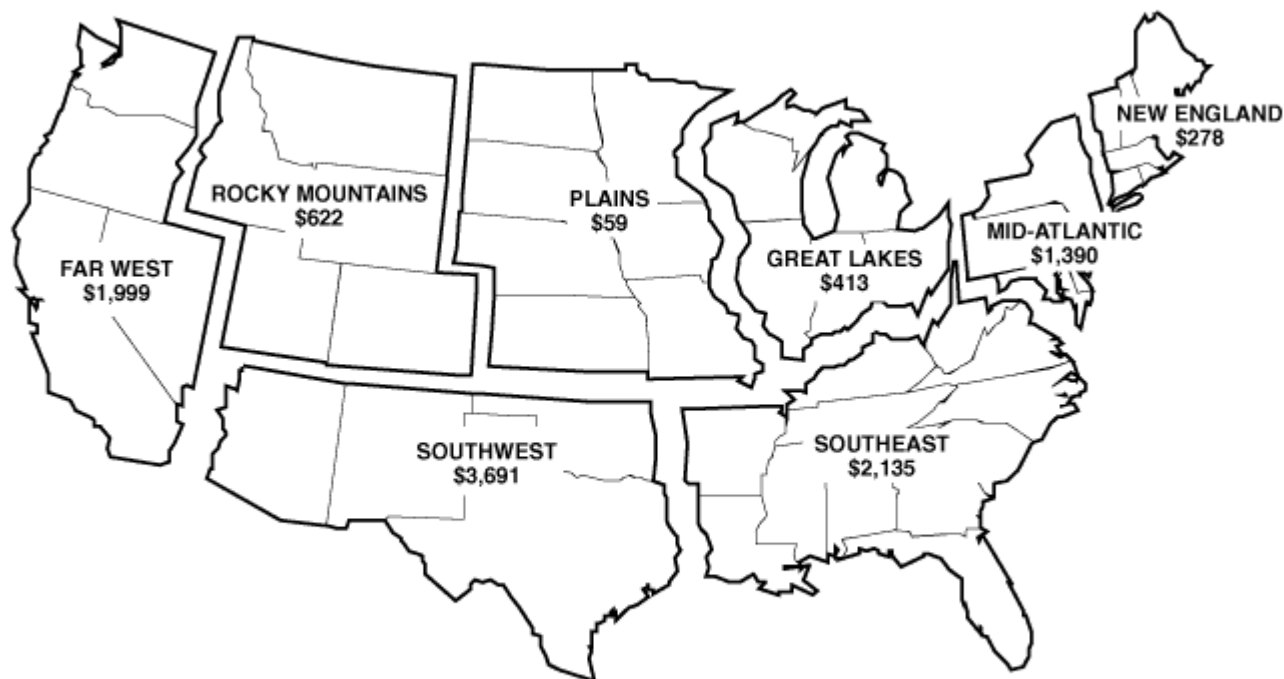 NEW ENGLAND
$278
ROCKY MOUNTAINS
$622
PLAINS
$59
MID-ATLANTIC
$1,390
FAR WEST
$1,999
GREAT LAKES
$413
SOUTHWEST
$3,691
SOUTHEAST
$2,135